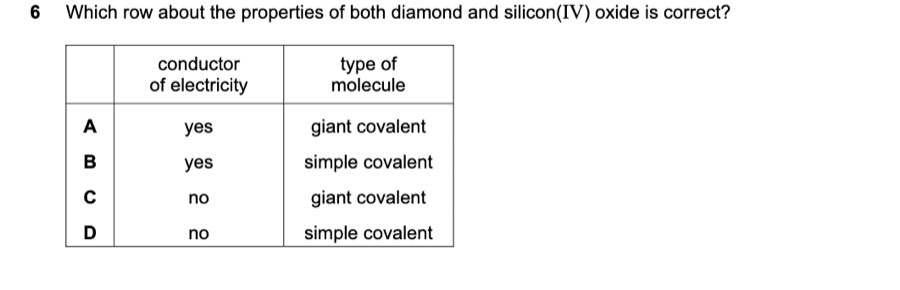 6 Which row about the properties of both diamond and silicon(IV) oxide is correct?
conductor of electricity type of molecule
A yes giant covalent
B yes simple covalent
C no giant covalent
D no simple covalent